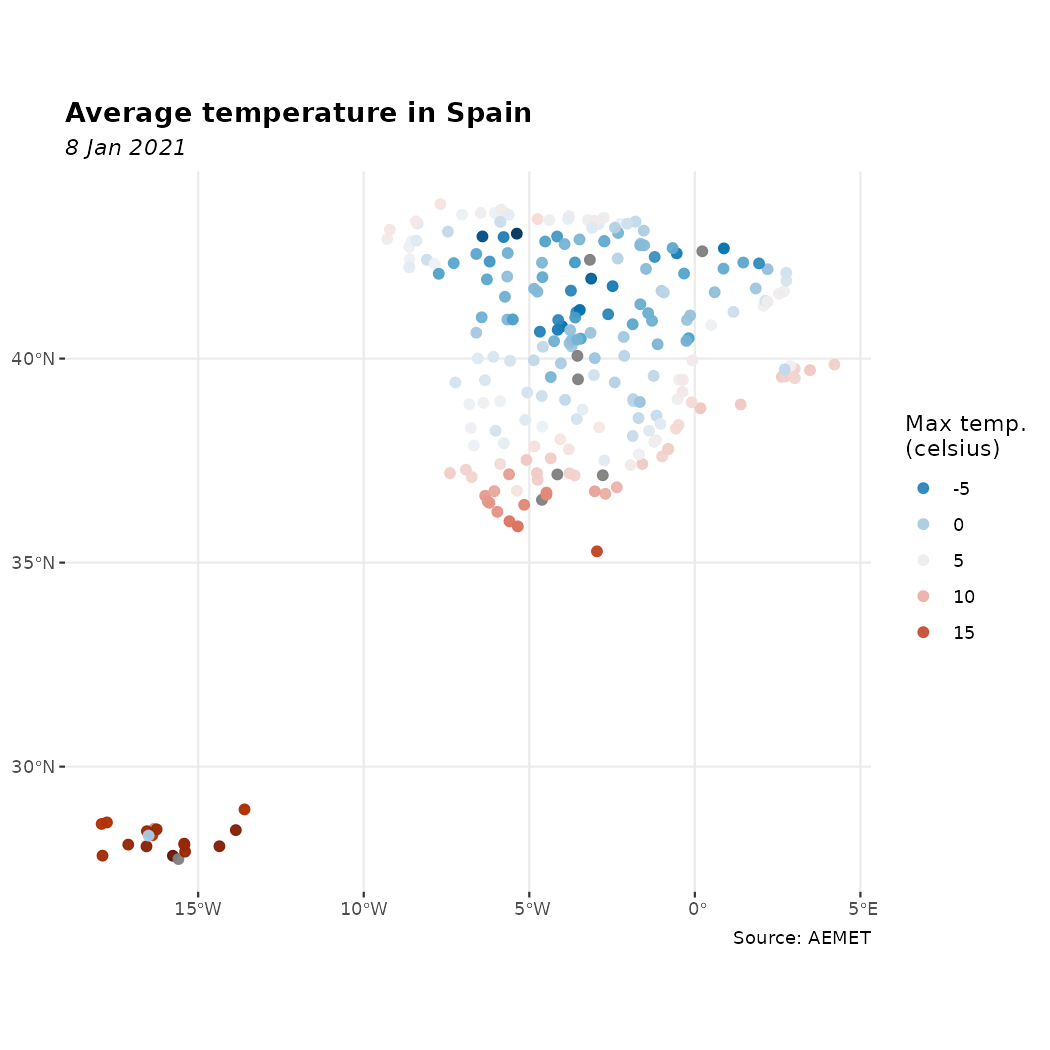 Average temperature in Spain
8 Jan 2021
40°N
35°N
30°N
15°W
10°W
5°W
0°
5°E
Source: AEMET
Max temp.
(celsius)
-5
0
5
10
15